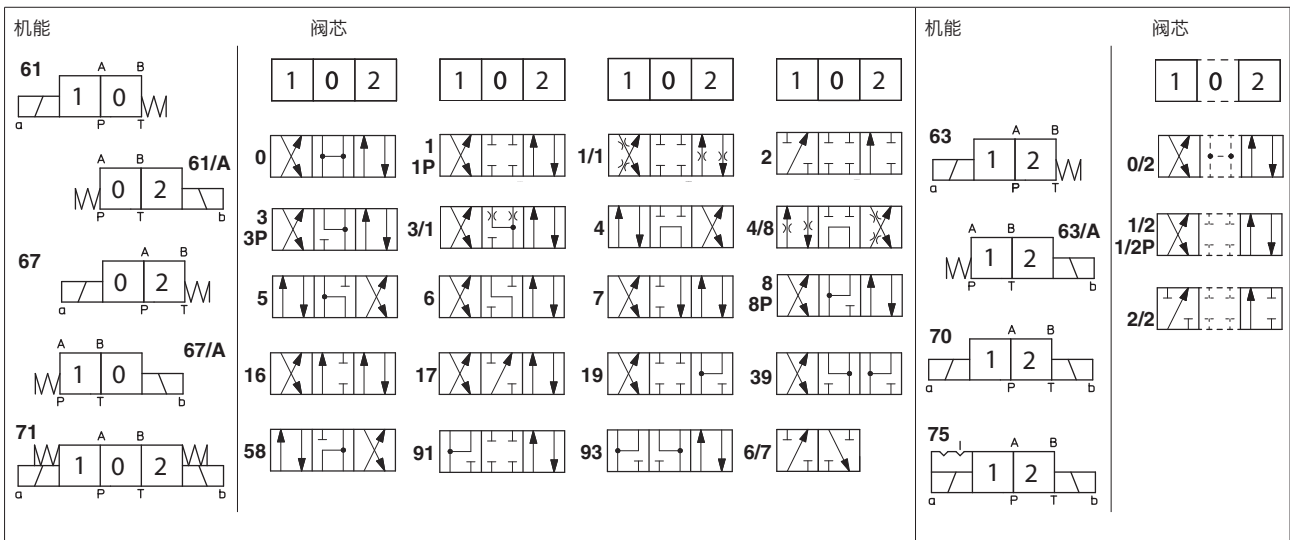 机能 阀芯 机能 阀芯
61
A B
1 0
a P T
A B 61/A
0 2
P T b
67
A B
0 2
a P T
A B 67/A
1 0
P T b
71
A B
1 0 2
a P T b
1 0 2 1 0 2 1 0 2 1 0 2
0 1 1/1 2
1P
3 3/1 4 4/8
3P
5 6 7 8
8P
16 17 19 39
58 91 93 6/7
63
A B
1 2
a P T
A B 63/A
1 2
P T b
70
A B
1 2
a P T b
75
A B
1 2
a P T b
1 0 2
0/2
1/2
1/2P
2/2